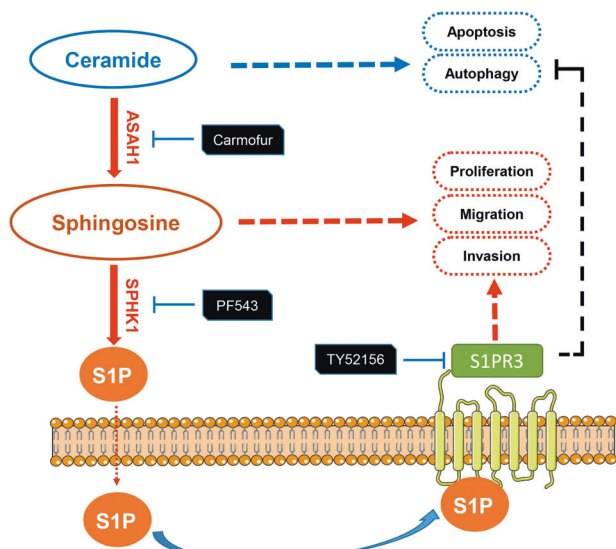 Ceramide
Apoptosis
Autophagy
ASAH1
Carmofur
Sphingosine
Proliferation
Migration
Invasion
SPHK1
PF543
TY52156
S1PR3
S1P
S1P
S1P